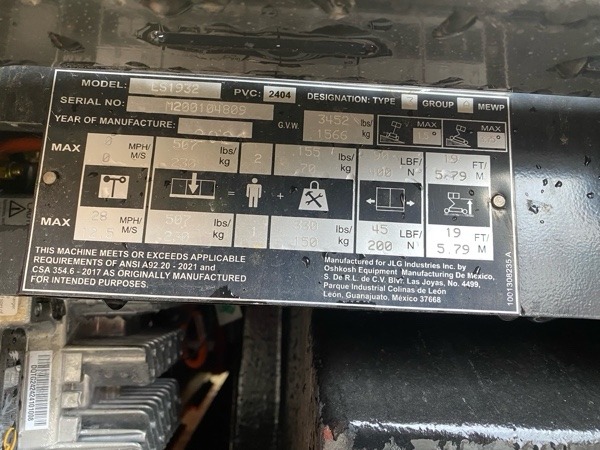 MODEL: LS1932 PVC: 2404 DESIGNATION: TYPE GROUP MEWP
SERIAL NO: M200104809
YEAR OF MANUFACTURE: G.V.W. 3452 lbs/ 1566 kg MAX MAX
MAX 0 MPH/ M/S 507 lbs/ kg 2 155 lbs/ kg LBF/ N 19 FT/ 5.79 M
= +
MAX 28 MPH/ M/S lbs/ kg 1 lbs/ kg 45 LBF/ 200 N 19 FT/ 5.79 M
THIS MACHINE MEETS OR EXCEEDS APPLICABLE
REQUIREMENTS OF ANSI A92.20 - 2021 and
CSA 354.6 - 2017 AS ORIGINALLY MANUFACTURED
FOR INTENDED PURPOSES.
Manufactured for JLG Industries Inc. by
Oshkosh Equipment Manufacturing De Mexico,
S. De R.L. de C.V. Blvr. Las Joyas, No. 4499,
Parque Industrial Colinas de León
León, Guanajuato, México 37668
1001308235 A